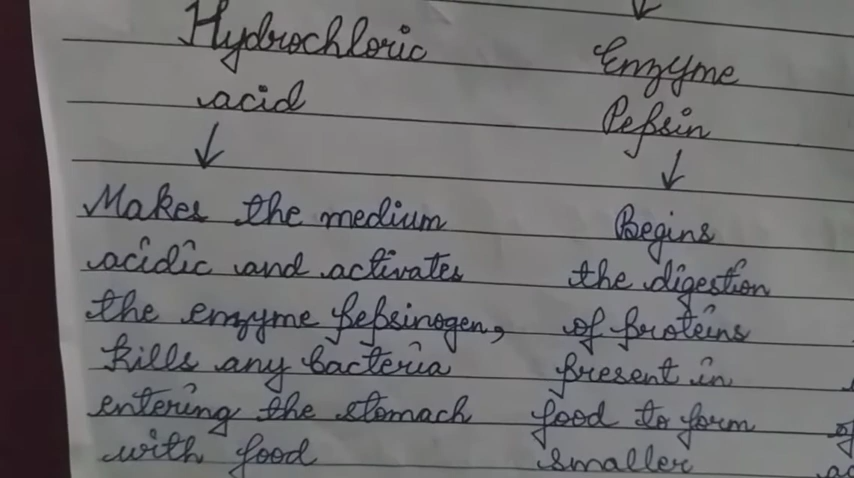 Hydrochloric
acid
Makes the medium
acidic and activates
the enzyme pepsinogen,
kills any bacteria
entering the stomach
with food
Enzyme
Pepsin
Begins
the digestion
of proteins
present in
food to form
smaller